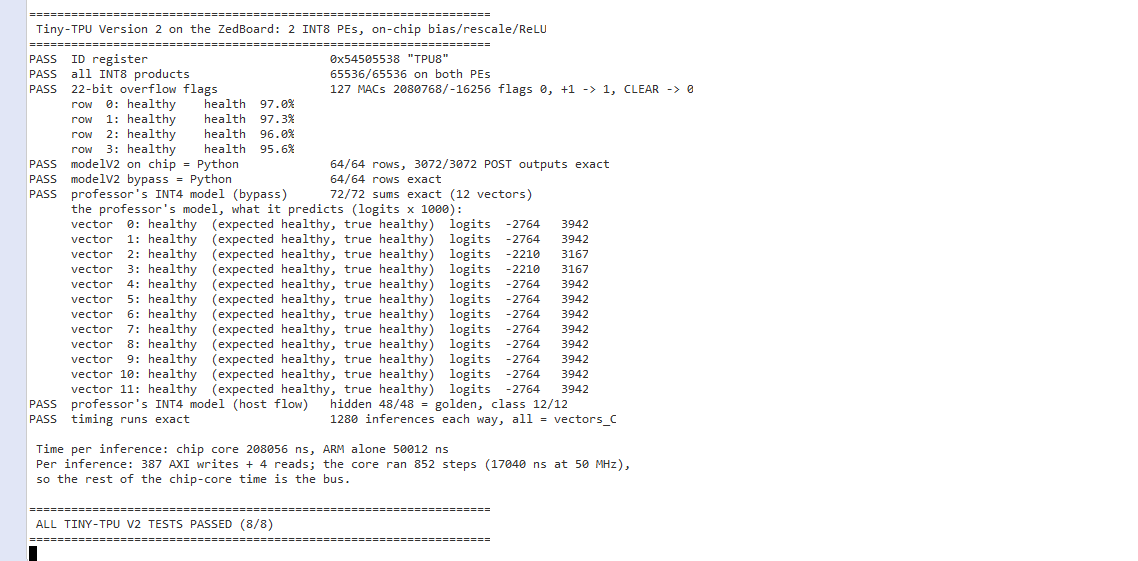 ==================================================================
Tiny-TPU Version 2 on the ZedBoard: 2 INT8 PEs, on-chip bias/rescale/ReLU
==================================================================
PASS  ID register                          0x54505538 "TPU8"
PASS  all INT8 products                    65536/65536 on both PEs
PASS  22-bit overflow flags                127 MACs 2080768/-16256 flags 0, +1 -> 1, CLEAR -> 0
      row  0: healthy    health  97.0%
      row  1: healthy    health  97.3%
      row  2: healthy    health  96.0%
      row  3: healthy    health  95.6%
PASS  modelV2 on chip = Python             64/64 rows, 3072/3072 POST outputs exact
PASS  modelV2 bypass = Python              64/64 rows exact
PASS  professor's INT4 model (bypass)      72/72 sums exact (12 vectors)
      the professor's model, what it predicts (logits x 1000):
      vector  0: healthy  (expected healthy, true healthy)  logits  -2764   3942
      vector  1: healthy  (expected healthy, true healthy)  logits  -2764   3942
      vector  2: healthy  (expected healthy, true healthy)  logits  -2210   3167
      vector  3: healthy  (expected healthy, true healthy)  logits  -2210   3167
      vector  4: healthy  (expected healthy, true healthy)  logits  -2764   3942
      vector  5: healthy  (expected healthy, true healthy)  logits  -2764   3942
      vector  6: healthy  (expected healthy, true healthy)  logits  -2764   3942
      vector  7: healthy  (expected healthy, true healthy)  logits  -2764   3942
      vector  8: healthy  (expected healthy, true healthy)  logits  -2764   3942
      vector  9: healthy  (expected healthy, true healthy)  logits  -2764   3942
      vector 10: healthy  (expected healthy, true healthy)  logits  -2764   3942
      vector 11: healthy  (expected healthy, true healthy)  logits  -2764   3942
PASS  professor's INT4 model (host flow)   hidden 48/48 = golden, class 12/12
PASS  timing runs exact                    1280 inferences each way, all = vectors_C
Time per inference: chip core 208056 ns, ARM alone 50012 ns
Per inference: 387 AXI writes + 4 reads; the core ran 852 steps (17040 ns at 50 MHz),
so the rest of the chip-core time is the bus.
==================================================================
ALL TINY-TPU V2 TESTS PASSED (8/8)
==================================================================